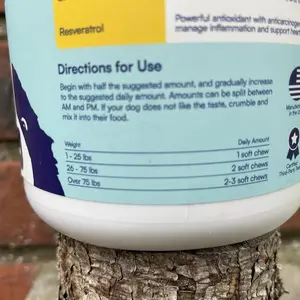 Resveratrol
Powerful antioxidant with
manage inflammation and support
Directions for Use
Begin with half the suggested amount, and gradually increase
to the suggested daily amount. Amounts can be split between
AM and PM. If your dog does not like the taste, crumble and
mix it into their food.
Weight Daily Amount
1 - 25 lbs 1 soft chew
26 - 75 lbs 2 soft chews
Over 75 lbs 2-3 soft chews